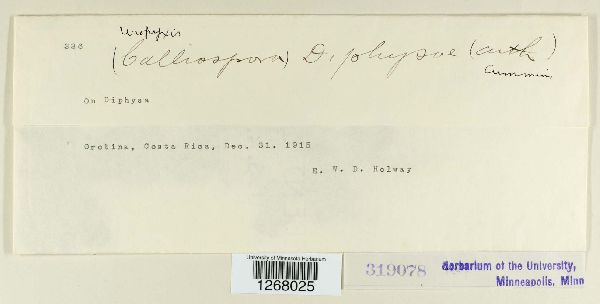 Uropyxis
386 (Calliospora) Diphysae (Arth)
Cummins
On Diphysa
Orotina, Costa Rica, Dec. 31. 1915
E. W. D. Holway
University of Minnesota Herbarium
1268025
319078
Herbarium of the University,
Minneapolis, Minn